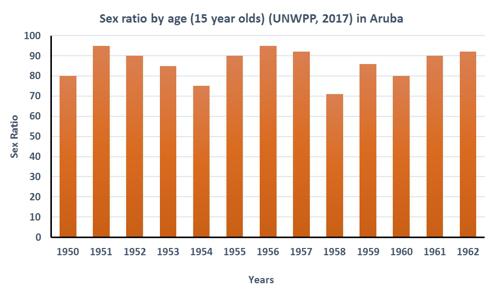 Sex ratio by age (15 year olds) (UNWPP, 2017) in Aruba
100
90
80
70
60
50
40
30
20
10
0
Sex Ratio
1950 1951 1952 1953 1954 1955 1956 1957 1958 1959 1960 1961 1962
Years